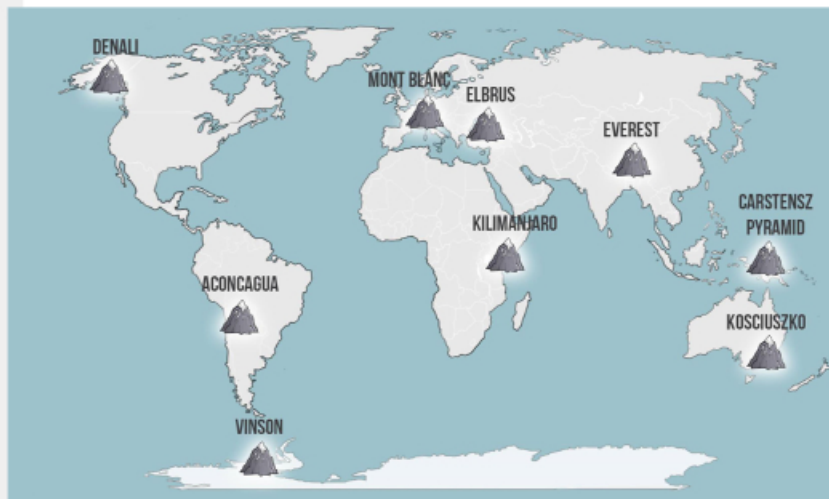 DENALI
MONT BLANC
ELBRUS
EVEREST
CARSTENSZ
PYRAMID
KILIMANJARO
ACONCAGUA
KOSCIUSZKO
VINSON